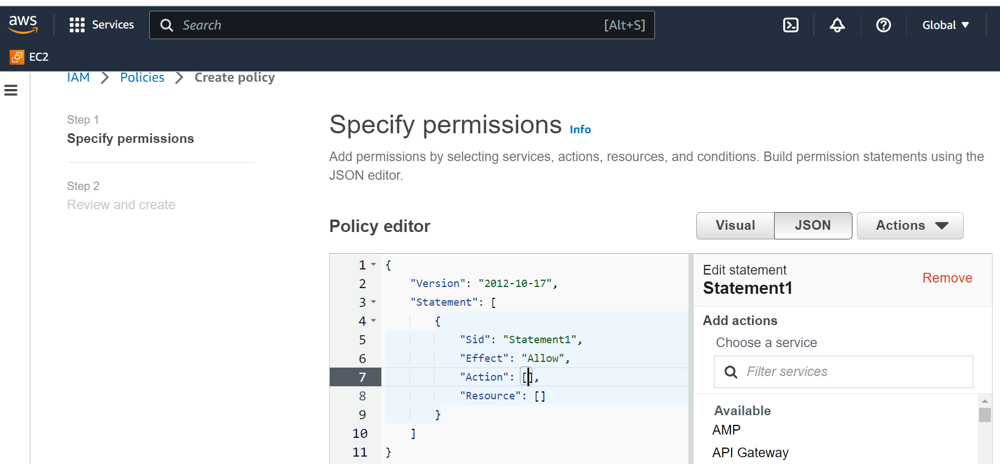 aws
Services
Search [Alt+S]
Global
EC2
IAM Policies Create policy
Step 1
Specify permissions
Step 2
Review and create
Specify permissions Info
Add permissions by selecting services, actions, resources, and conditions. Build permission statements using the
JSON editor.
Policy editor
Visual JSON Actions
1 {
2 "Version": "2012-10-17",
3 "Statement": [
4 {
5 "Sid": "Statement1",
6 "Effect": "Allow",
7 "Action": [],
8 "Resource": []
9 }
10 ]
11 }
Edit statement
Statement1
Remove
Add actions
Choose a service
Filter services
Available
AMP
API Gateway